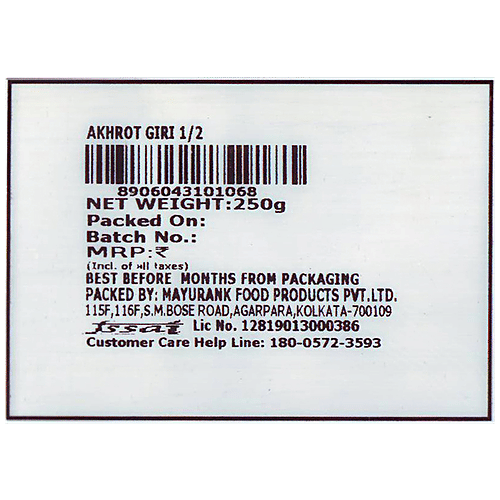 AKHROT GIRI 1/2
8906043101068
NET WEIGHT:250g
Packed On:
Batch No.:
MRP:₹
(Incl. of all taxes)
BEST BEFORE MONTHS FROM PACKAGING
PACKED BY: MAYURANK FOOD PRODUCTS PVT.LTD.
115F,116F,S.M.BOSE ROAD,AGARPARA,KOLKATA-700109
fssai Lic No. 12819013000386
Customer Care Help Line: 180-0572-3593